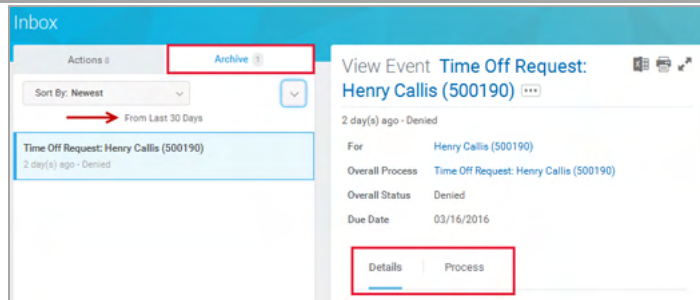 Inbox
Actions 0
Archive 1
Sort By: Newest
From Last 30 Days
Time Off Request: Henry Callis (500190)
2 day(s) ago - Denied
View Event Time Off Request:
Henry Callis (500190)
2 day(s) ago - Denied
For Henry Callis (500190)
Overall Process Time Off Request: Henry Callis (500190)
Overall Status Denied
Due Date 03/16/2016
Details Process